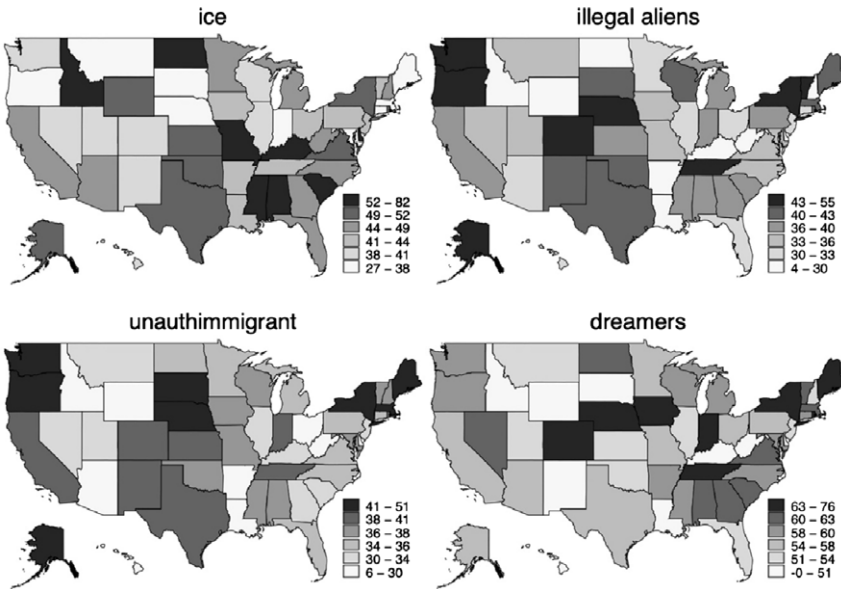 ice
52 – 82
49 – 52
44 – 49
41 – 44
38 – 41
27 – 38
illegal aliens
43 – 55
40 – 43
36 – 40
33 – 36
30 – 33
4 – 30
unauthimmigrant
41 – 51
38 – 41
36 – 38
34 – 36
30 – 34
6 – 30
dreamers
63 – 76
60 – 63
58 – 60
54 – 58
51 – 54
-0 – 51